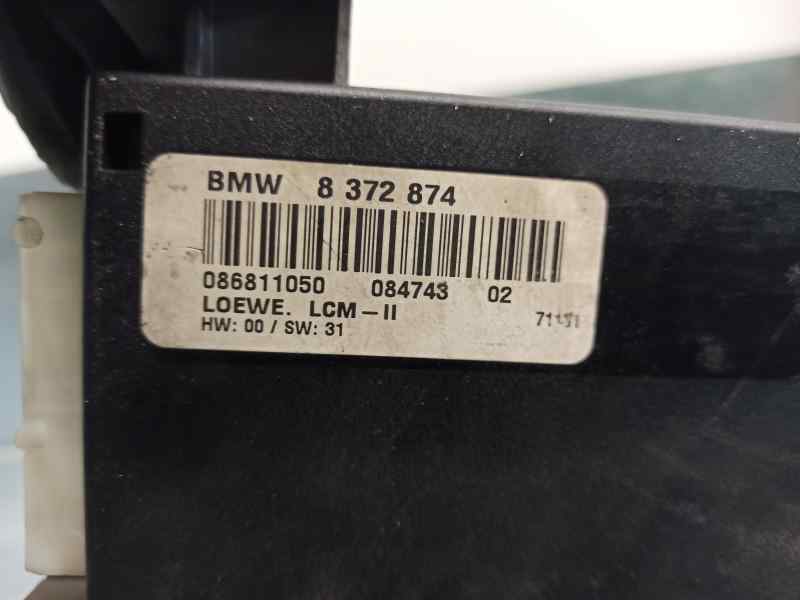 BMW 8 372 874
086811050 084743 02
LOEWE. LCM-II
HW: 00 / SW: 31